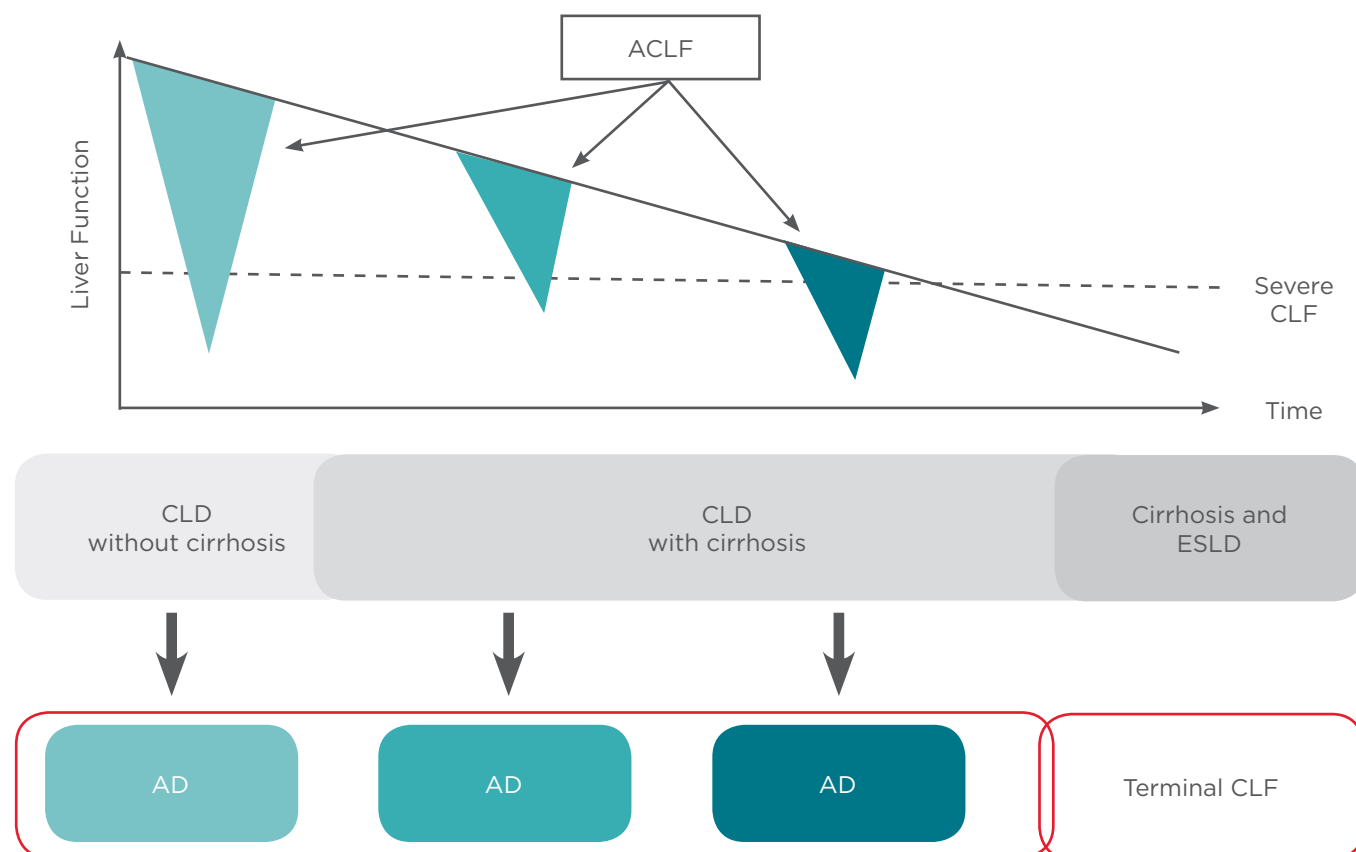 ACLF
Liver Function
Severe
CLF
Time
CLD
without cirrhosis
CLD
with cirrhosis
Cirrhosis and
ESLD
AD
AD
AD
Terminal CLF